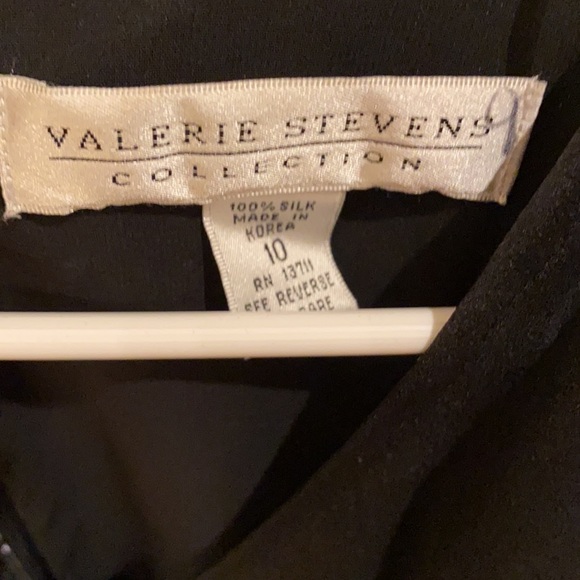 VALERIE STEVENS
COLLECTION
100% SILK
MADE IN
KOREA
10
RN 13711
SEE REVERSE